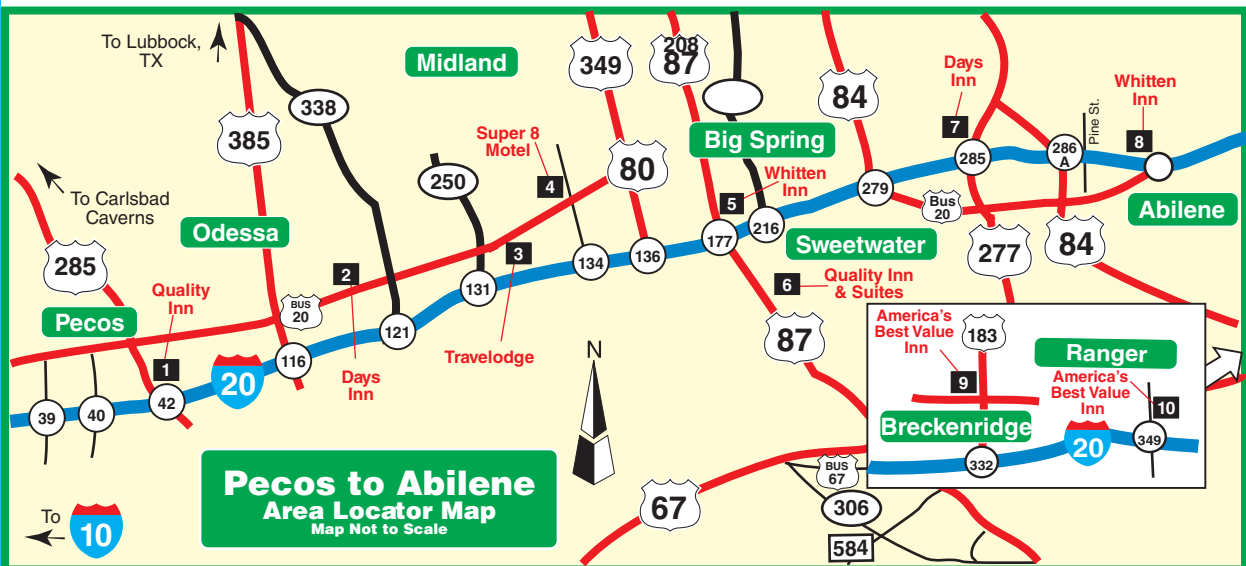 To Lubbock,
TX
Midland
349
208
87
84
Days
Inn
7
285
286
A
Pine St.
Whitten
Inn
8
338
385
Super 8
Motel
4
250
80
Big Spring
Whitten
Inn
5
279
Bus
20
Abilene
To Carlsbad
Caverns
285
Odessa
177
216
Sweetwater
277
84
Pecos
Quality
Inn
1
BUS
20
2
Days
Inn
121
131
3
Travelodge
134
136
6
Quality Inn
& Suites
87
39
40
42
20
116
N
America's
Best Value
Inn
9
183
Ranger
America's
Best Value
Inn
10
Breckenridge
332
20
349
Pecos to Abilene
Area Locator Map
Map Not to Scale
67
BUS
67
306
584
To
10